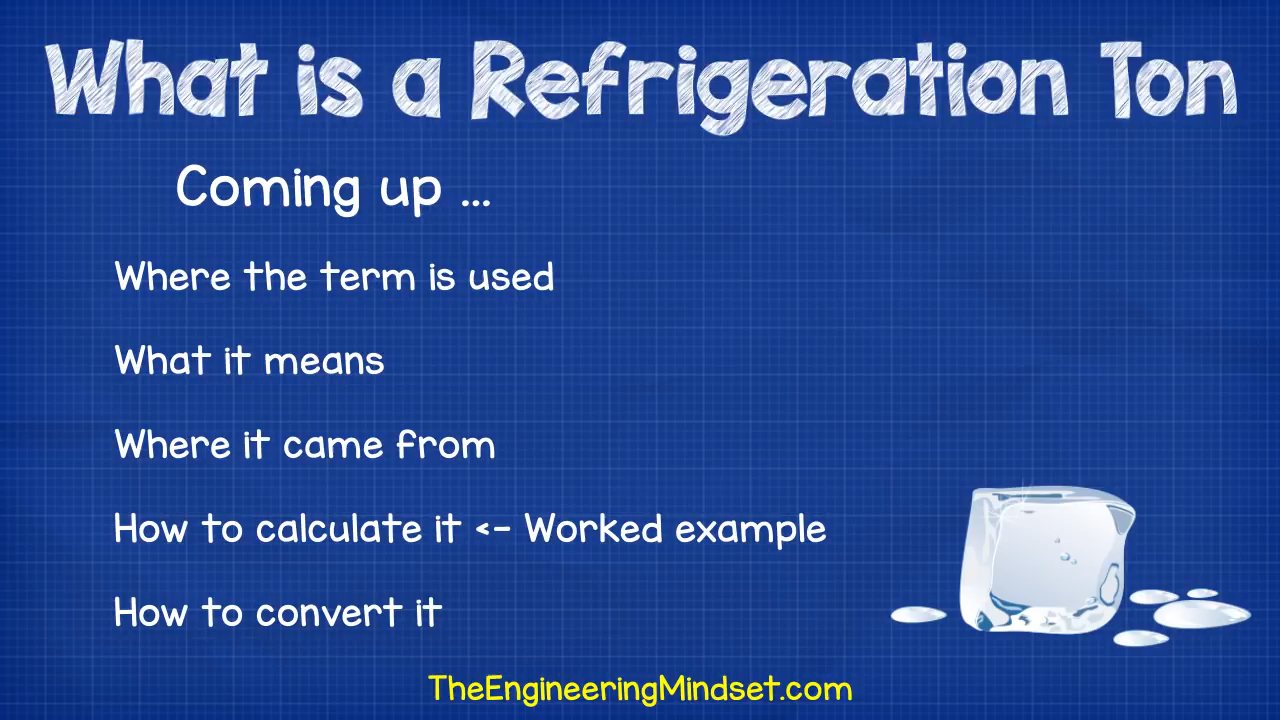 What is a Refrigeration Ton
Coming up ...
Where the term is used
What it means
Where it came from
How to calculate it <- Worked example
How to convert it
TheEngineeringMindset.com